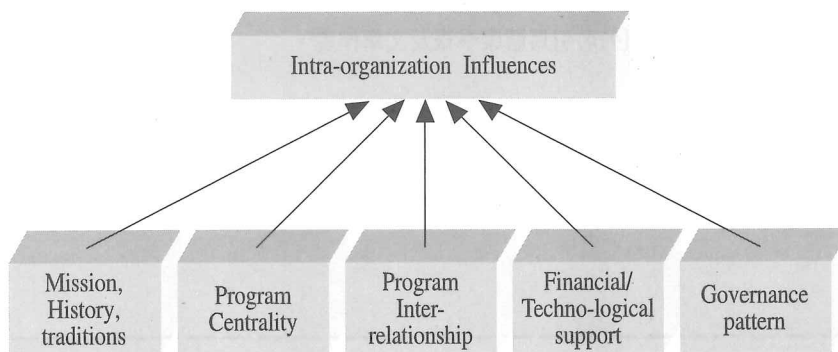 Intra-organization Influences
Mission,
History,
traditions
Program
Centrality
Program
Inter-
relationship
Financial/
Techno-logical
support
Governance
pattern